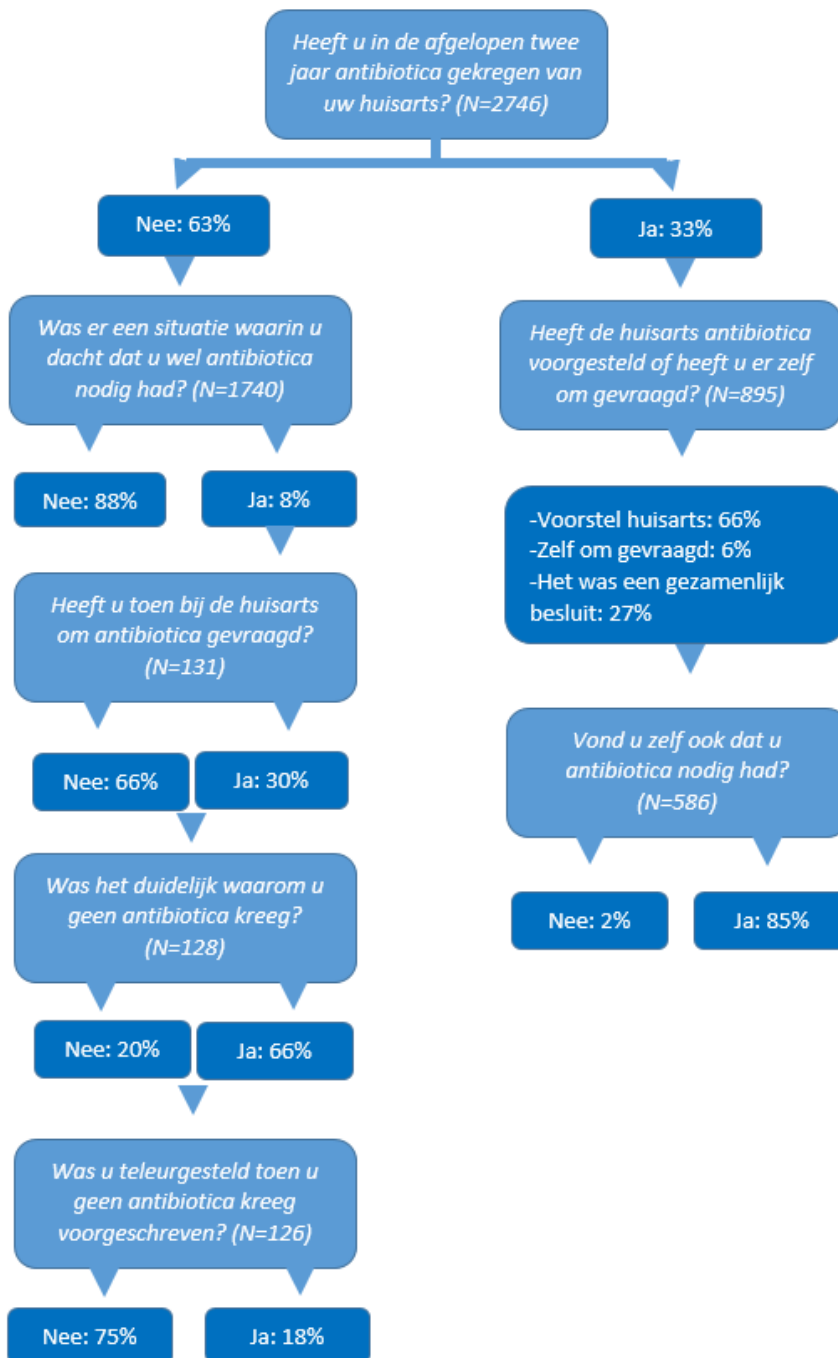 Heeft u in de afgelopen twee
jaar antibiotica gekregen van
uw huisarts? (N=2746)
Nee: 63%
Ja: 33%
Was er een situatie waarin u
dacht dat u wel antibiotica
nodig had? (N=1740)
Heeft de huisarts antibiotica
voorgesteld of heeft u er zelf
om gevraagd? (N=895)
Nee: 88%
Ja: 8%
-Voorstel huisarts: 66%
-Zelf om gevraagd: 6%
-Het was een gezamenlijk
besluit: 27%
Heeft u toen bij de huisarts
om antibiotica gevraagd?
(N=131)
Vond u zelf ook dat u
antibiotica nodig had?
(N=586)
Nee: 66%
Ja: 30%
Was het duidelijk waarom u
geen antibiotica kreeg?
(N=128)
Nee: 2%
Ja: 85%
Nee: 20%
Ja: 66%
Was u teleurgesteld toen u
geen antibiotica kreeg
voorgeschreven? (N=126)
Nee: 75%
Ja: 18%